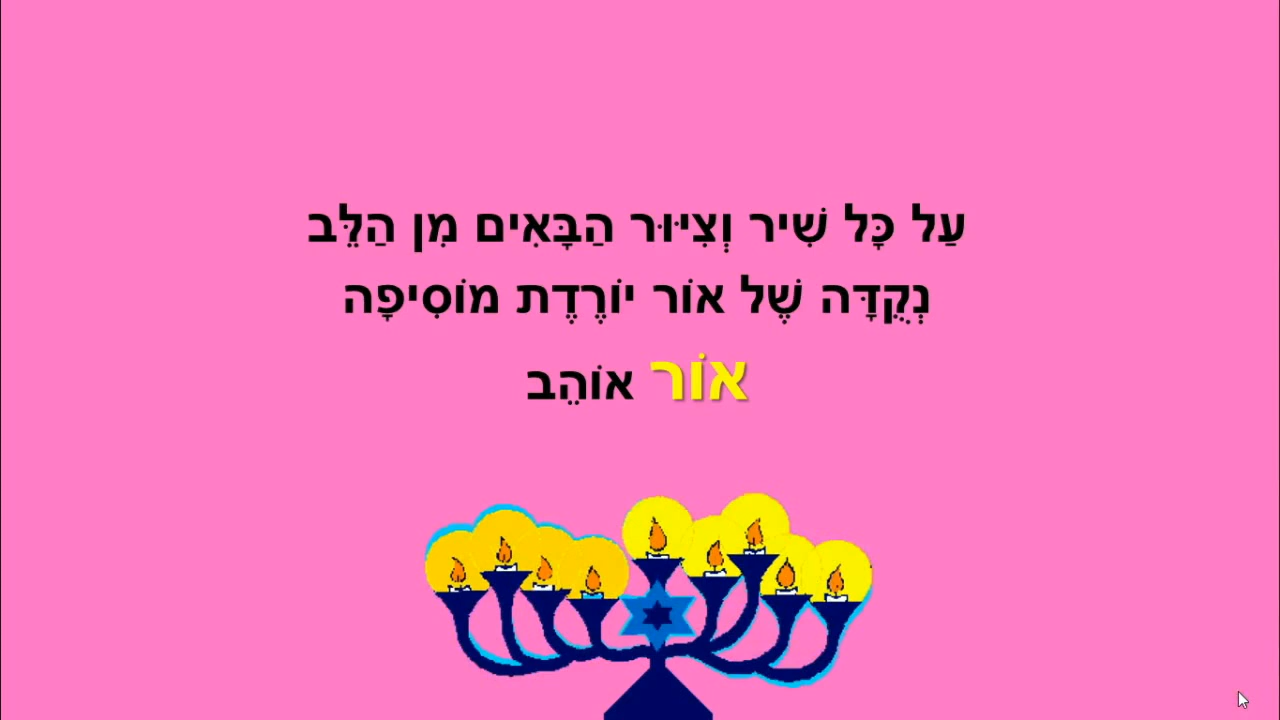 עַל כָּל שִׁיר וְצִיּוּר הַבָּאִים מִן הַלֵּב
נְקֻדָּה שֶׁל אוֹר יוֹרֶדֶת מוֹסִיפָה
אוֹר אוֹהֵב